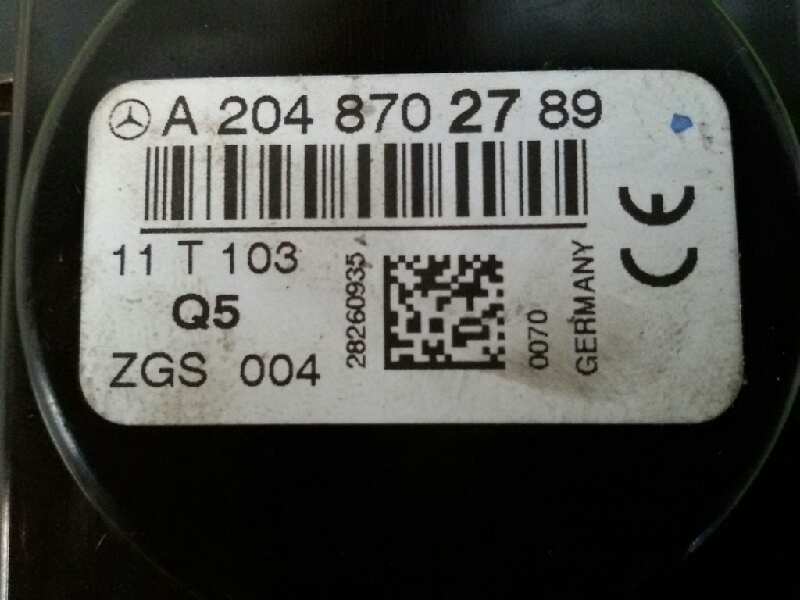 A 204 870 27 89
11 T 103
Q5
ZGS 004
28260935
0070
GERMANY
CE